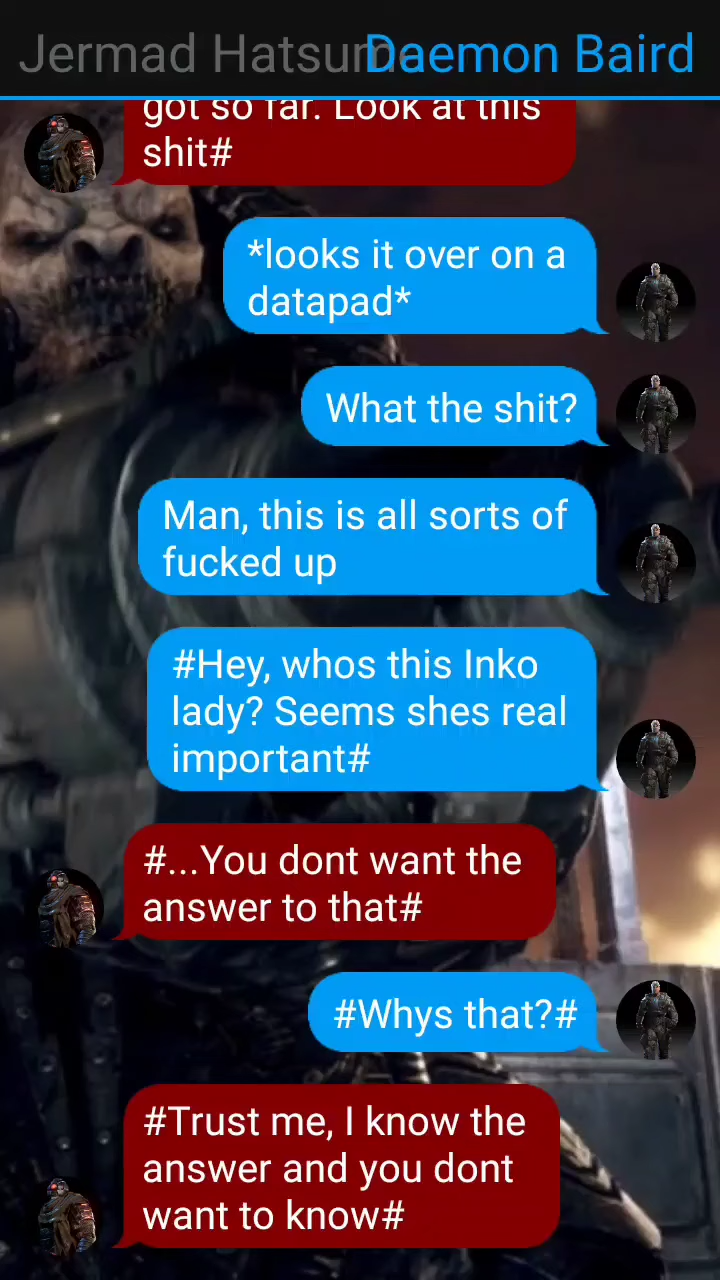 Jermad Hatsum Daemon Baird
got so far. Look at this
shit#
*looks it over on a
datapad*
What the shit?
Man, this is all sorts of
fucked up
#Hey, whos this Inko
lady? Seems shes real
important#
#...You dont want the
answer to that#
#Whys that?#
#Trust me, I know the
answer and you dont
want to know#